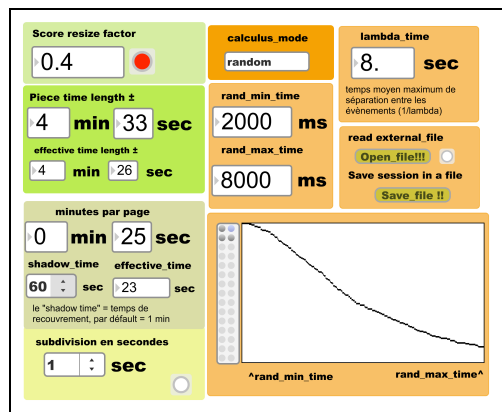 Score resize factor
0.4
Piece time length ±
4 min 33 sec
effective time length ±
4 min 26 sec
minutes par page
0 min 25 sec
shadow_time effective_time
60 sec 23 sec
le "shadow time" = temps de
recouvrement, par défault = 1 min
subdivision en secondes
1 sec
calculus_mode
random
rand_min_time
2000 ms
rand_max_time
8000 ms
lambda_time
8. sec
temps moyen maximum de
séparation entre les
évènements (1/lambda)
read external_file
Open_file!!!
Save session in a file
Save_file !!
^rand_min_time rand_max_time^